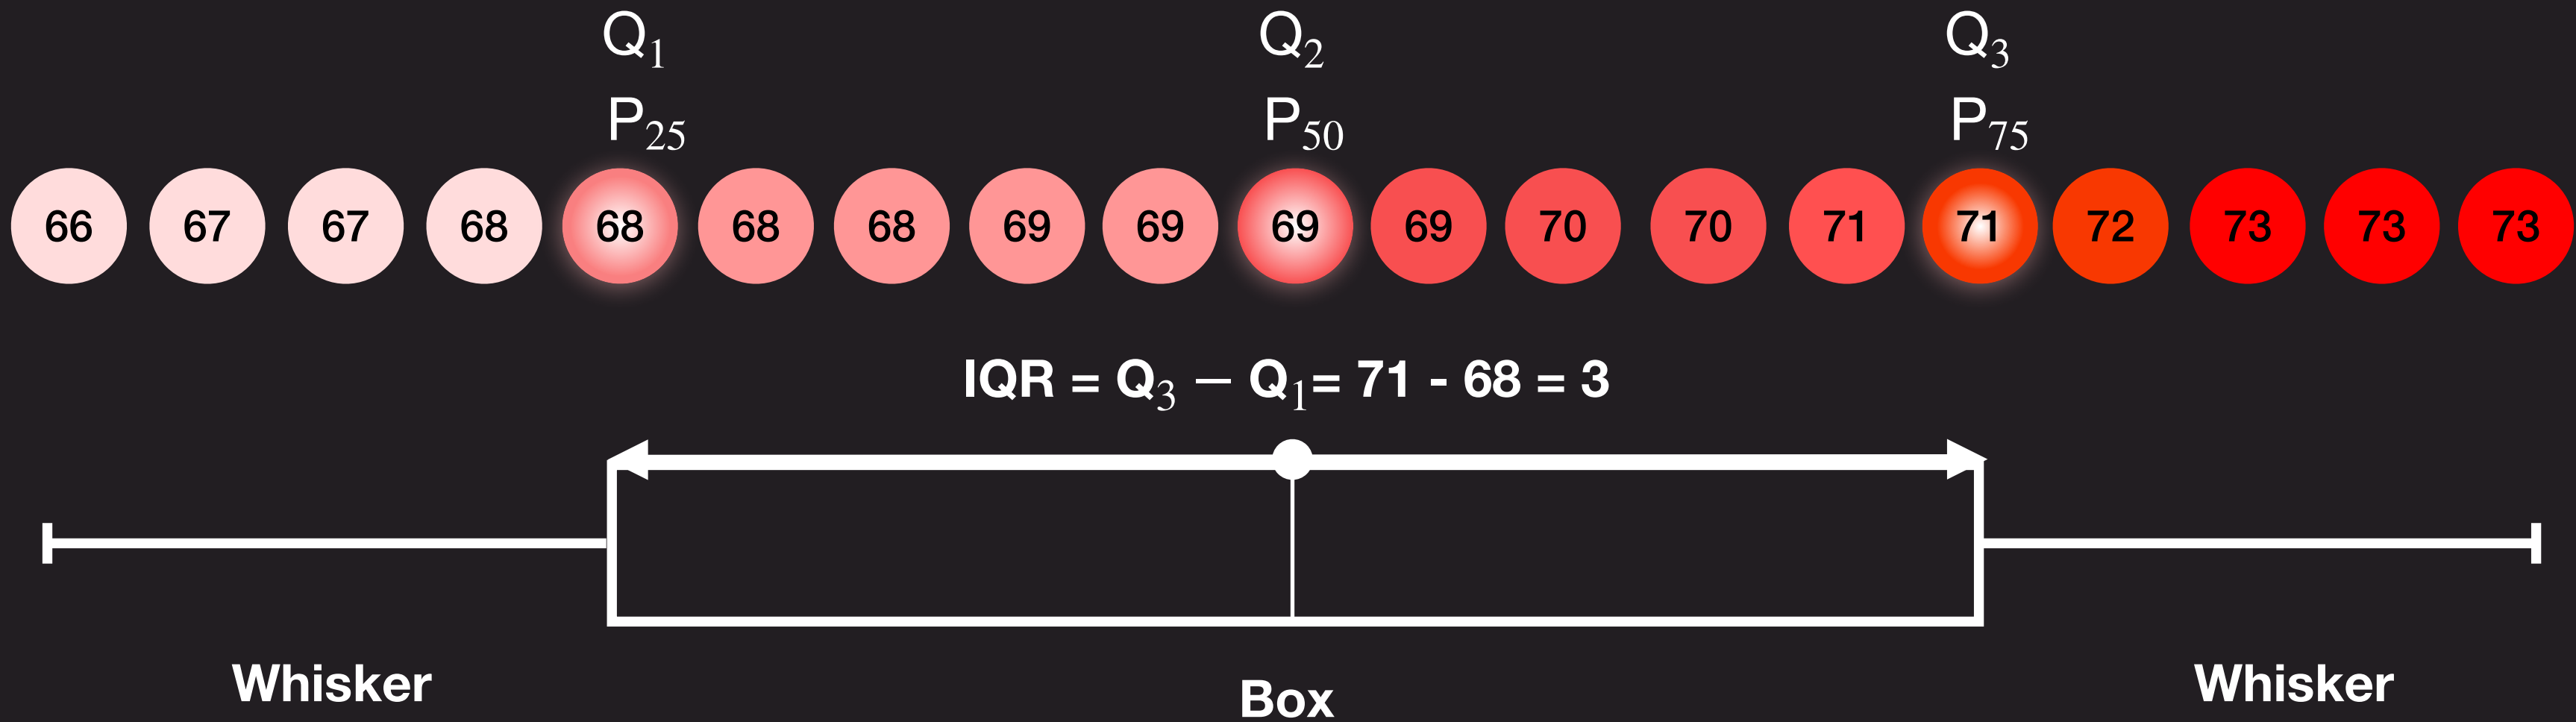 Q₁ Q₂ Q₃
P₂₅ P₅₀ P₇₅
66 67 67 68 68 68 68 69 69 69 69 70 70 71 71 72 73 73 73
IQR = Q₃ — Q₁= 71 - 68 = 3
Whisker Box Whisker